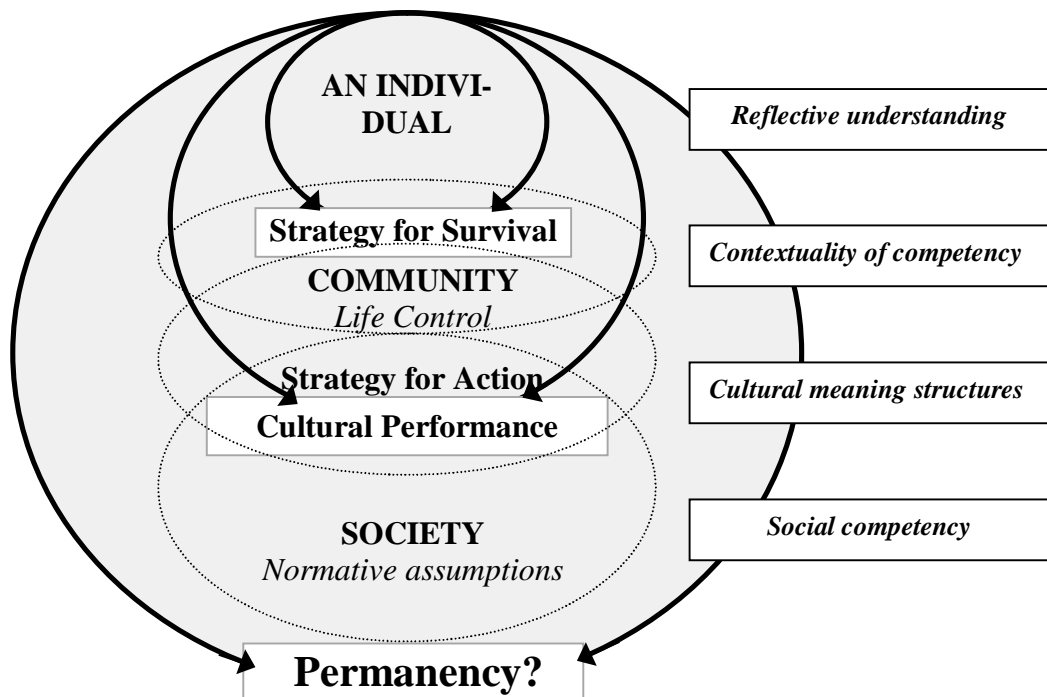 AN INDIVI-
DUAL
Reflective understanding
Strategy for Survival
Contextuality of competency
COMMUNITY
Life Control
Strategy for Action
Cultural meaning structures
Cultural Performance
SOCIETY
Social competency
Normative assumptions
Permanency?